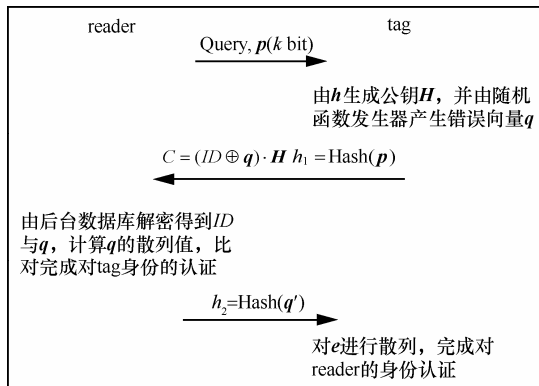 reader
tag
Query, p(k bit)
由h生成公钥H，并由随机
函数发生器产生错误向量q
C = (ID ⊕ q) · H h₁ = Hash(p)
由后台数据库解密得到ID
与q，计算q的散列值，比
对完成对tag身份的认证
h₂=Hash(q′)
对e进行散列，完成对
reader的身份认证